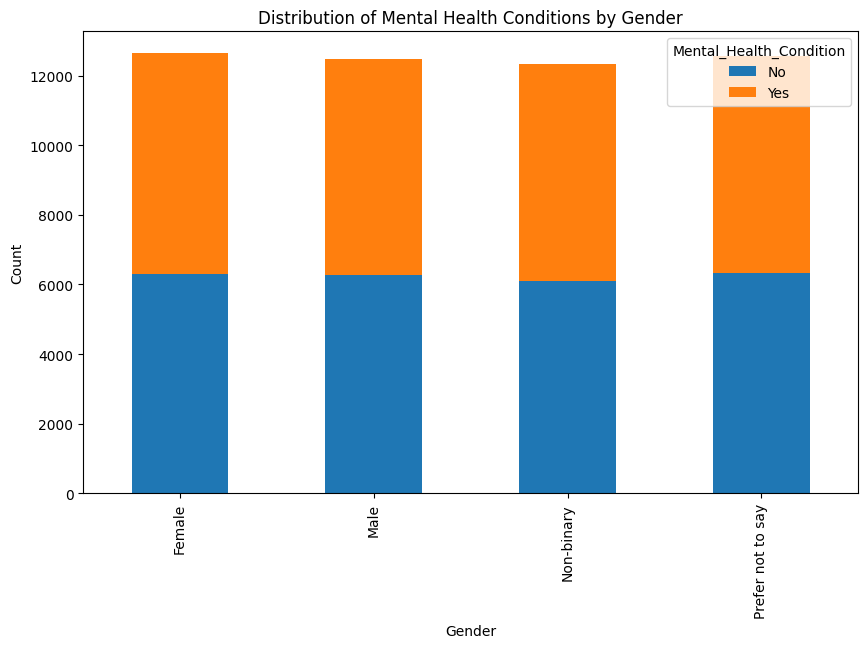 Distribution of Mental Health Conditions by Gender
Mental_Health_Condition
No
Yes
12000
10000
8000
6000
4000
2000
0
Count
Female
Male
Non-binary
Prefer not to say
Gender